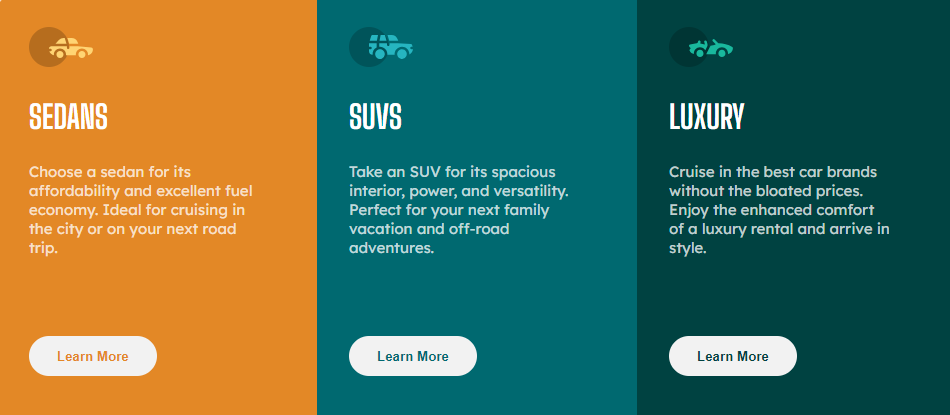 SEDANS
Choose a sedan for its
affordability and excellent fuel
economy. Ideal for cruising in
the city or on your next road
trip.
Learn More
SUVS
Take an SUV for its spacious
interior, power, and versatility.
Perfect for your next family
vacation and off-road
adventures.
Learn More
LUXURY
Cruise in the best car brands
without the bloated prices.
Enjoy the enhanced comfort
of a luxury rental and arrive in
style.
Learn More